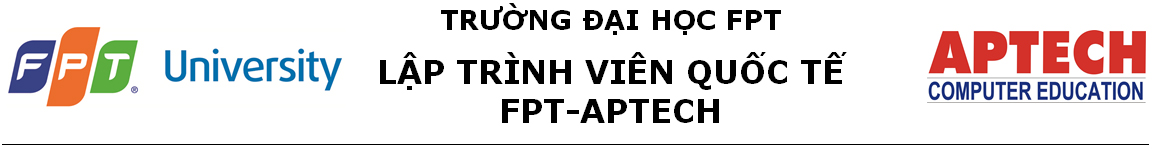 FPT University
TRƯỜNG ĐẠI HỌC FPT
LẬP TRÌNH VIÊN QUỐC TẾ
FPT-APTECH
APTECH
COMPUTER EDUCATION